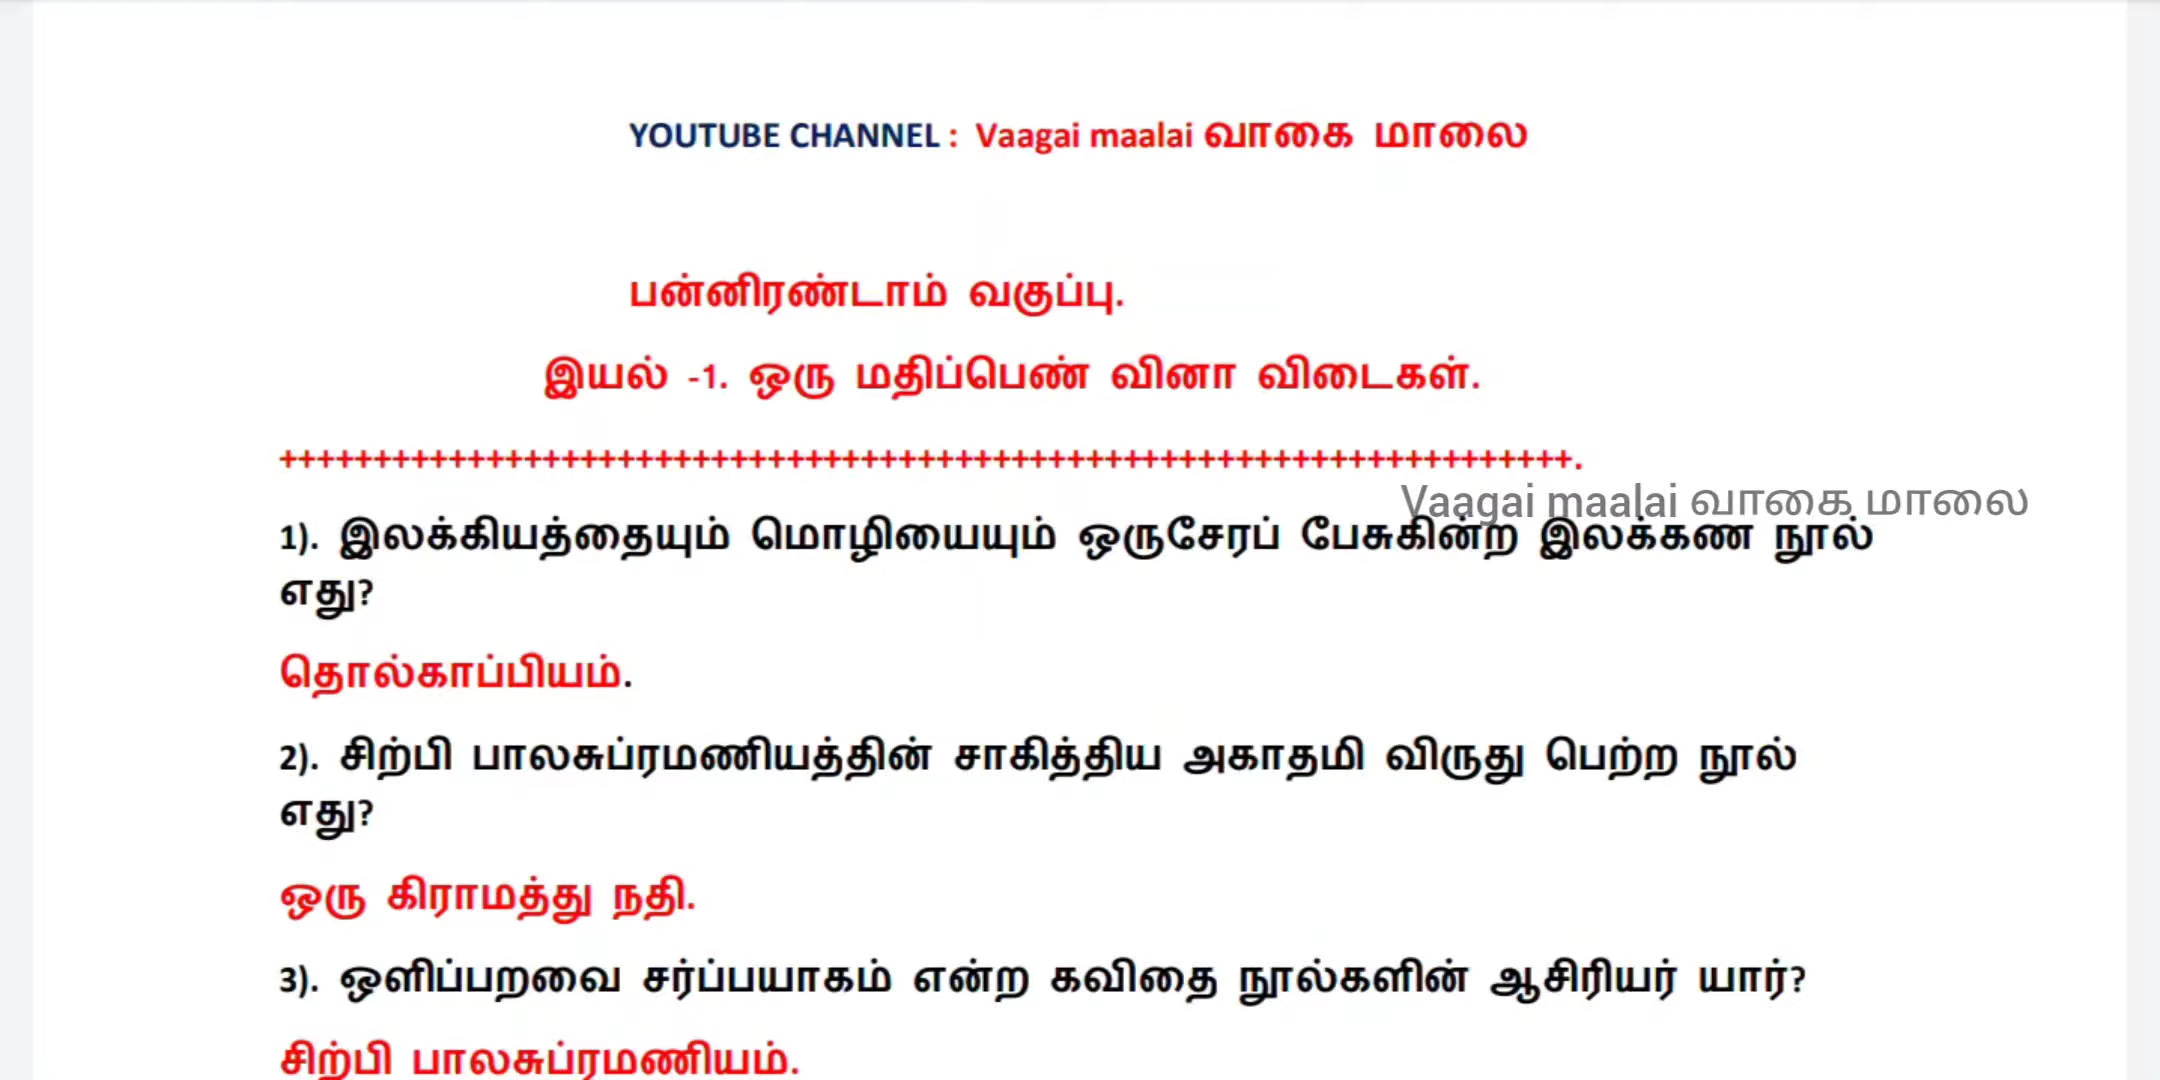 YOUTUBE CHANNEL : Vaagai maalai வாகை மாலை
பன்னிரண்டாம் வகுப்பு.
இயல் -1. ஒரு மதிப்பெண் வினா விடைகள்.
+++++++++++++++++++++++++++++++++++++++++++++++++++++++++++++++++++++.
Vaagai maalai வாகை மாலை
1). இலக்கியத்தையும் மொழியையும் ஒருசேரப் பேசுகின்ற இலக்கண நூல்
எது?
தொல்காப்பியம்.
2). சிற்பி பாலசுப்ரமணியத்தின் சாகித்திய அகாதமி விருது பெற்ற நூல்
எது?
ஒரு கிராமத்து நதி.
3). ஒளிப்பறவை சர்ப்பயாகம் என்ற கவிதை நூல்களின் ஆசிரியர் யார்?
சிற்பி பாலசுப்ரமணியம்.